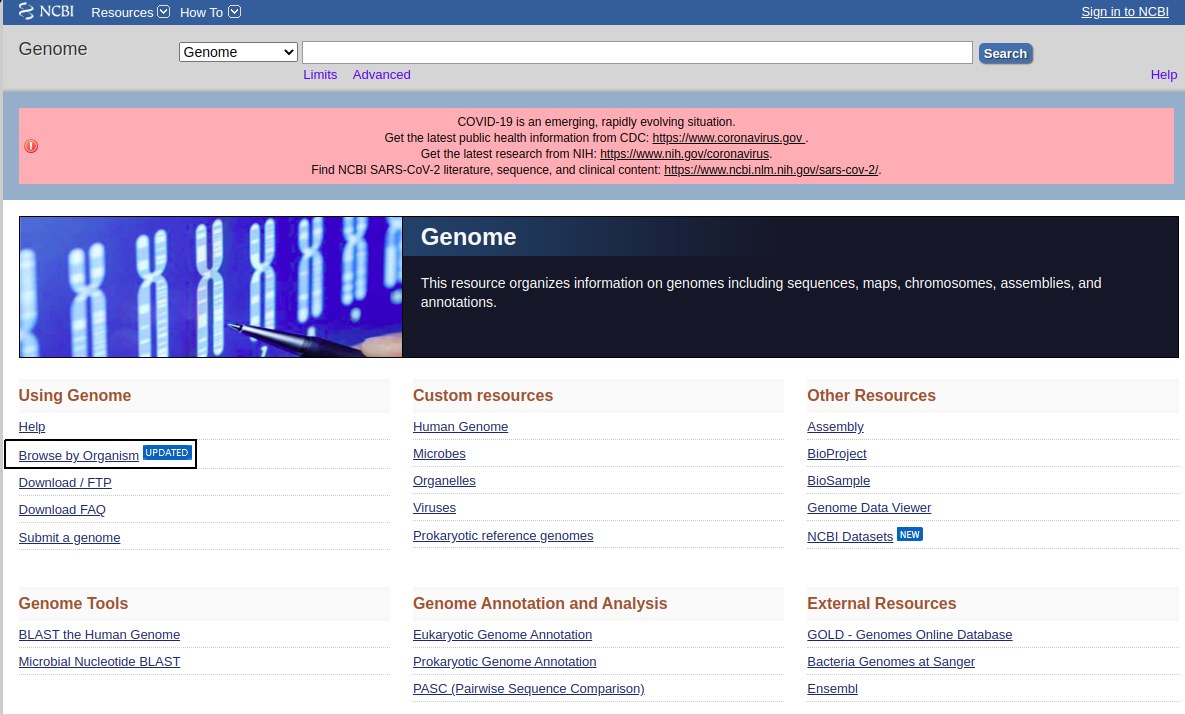 NCBI Resources How To Sign in to NCBI
Genome Genome Search
Limits Advanced Help
COVID-19 is an emerging, rapidly evolving situation.
Get the latest public health information from CDC: https://www.coronavirus.gov .
Get the latest research from NIH: https://www.nih.gov/coronavirus.
Find NCBI SARS-CoV-2 literature, sequence, and clinical content: https://www.ncbi.nlm.nih.gov/sars-cov-2/.
Genome
This resource organizes information on genomes including sequences, maps, chromosomes, assemblies, and
annotations.
Using Genome
Help
Browse by Organism UPDATED
Download / FTP
Download FAQ
Submit a genome
Custom resources
Human Genome
Microbes
Organelles
Viruses
Prokaryotic reference genomes
Other Resources
Assembly
BioProject
BioSample
Genome Data Viewer
NCBI Datasets NEW
Genome Tools
BLAST the Human Genome
Microbial Nucleotide BLAST
Genome Annotation and Analysis
Eukaryotic Genome Annotation
Prokaryotic Genome Annotation
PASC (Pairwise Sequence Comparison)
External Resources
GOLD - Genomes Online Database
Bacteria Genomes at Sanger
Ensembl